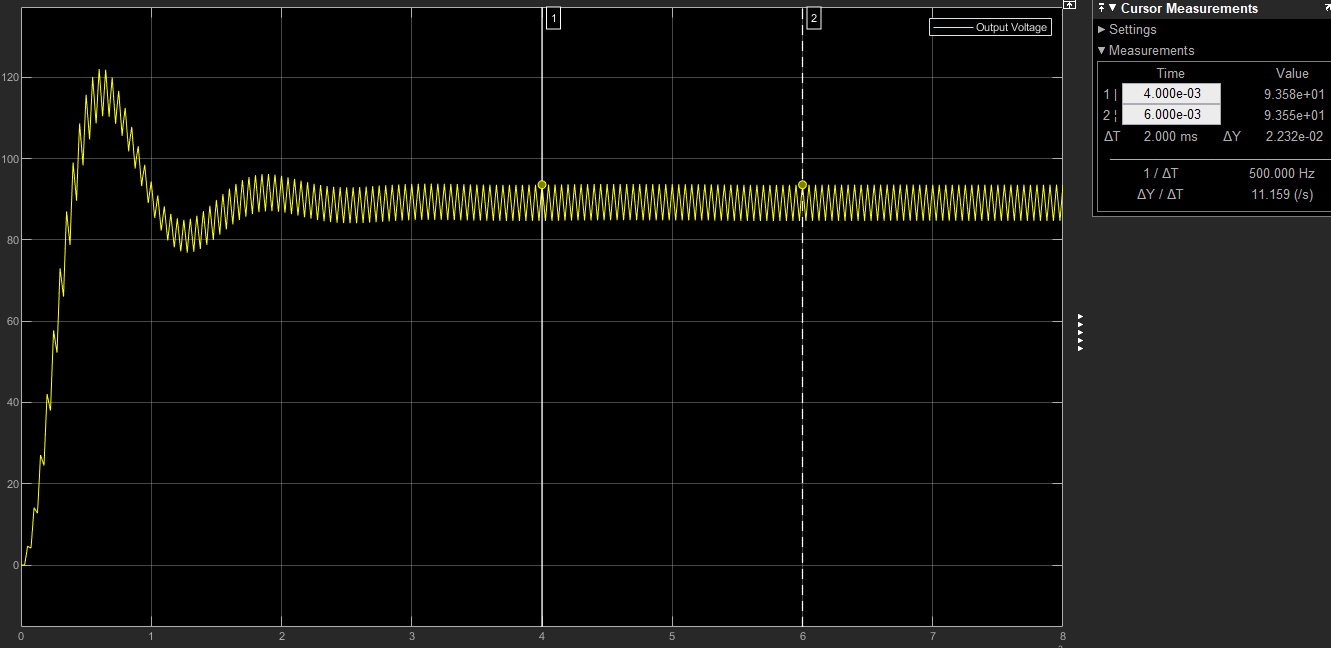 1
2
Output Voltage
120
100
80
60
40
20
0
0 1 2 3 4 5 6 7 8
Cursor Measurements
Settings
Measurements
Time Value
1 | 4.000e-03 9.358e+01
2 ¦ 6.000e-03 9.355e+01
ΔT 2.000 ms ΔY 2.232e-02
1 / ΔT 500.000 Hz
ΔY / ΔT 11.159 (/s)